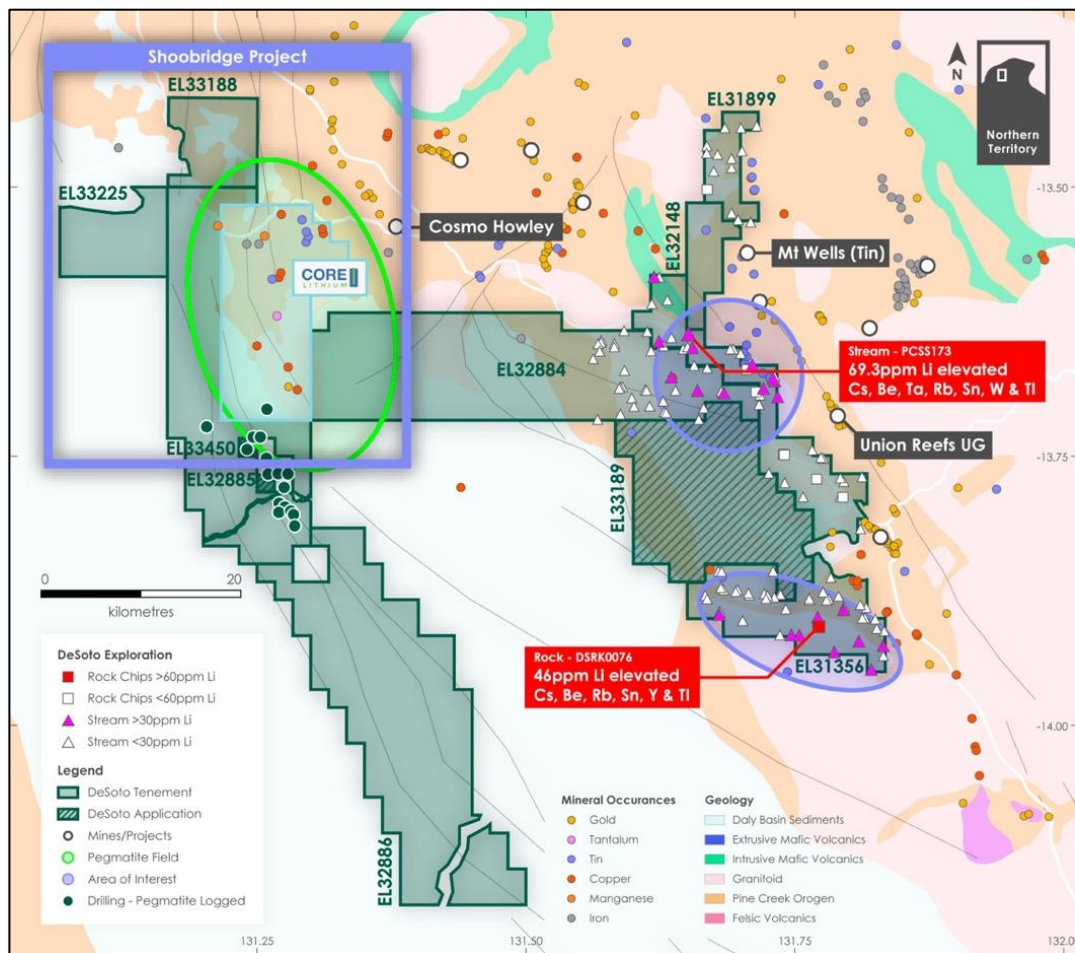 Shoobridge Project
EL33188
EL33225
CORE
LITHIUM
Cosmo Howley
EL31899
EL32148
N
Northern
Territory
-13.50
Mt Wells (Tin)
EL32884
Stream - PCSS173
69.3ppm Li elevated
Cs, Be, Ta, Rb, Sn, W & Tl
Union Reefs UG
EL33450
EL32885
-13.75
EL33189
0
20
kilometres
Rock - DSRK0076
46ppm Li elevated
Cs, Be, Rb, Sn, Y & Tl
EL31356
-14.00
EL32886
DeSoto Exploration
Rock Chips >60ppm Li
Rock Chips <60ppm Li
Stream >30ppm Li
Stream <30ppm Li
Legend
DeSoto Tenement
DeSoto Application
Mines/Projects
Pegmatite Field
Area of Interest
Drilling - Pegmatite Logged
Mineral Occurances
Gold
Tantalum
Tin
Copper
Manganese
Iron
Geology
Daly Basin Sediments
Extrusive Mafic Volcanics
Intrusive Mafic Volcanics
Granitoid
Pine Creek Orogen
Felsic Volcanics
131.25
131.50
131.75
132.00